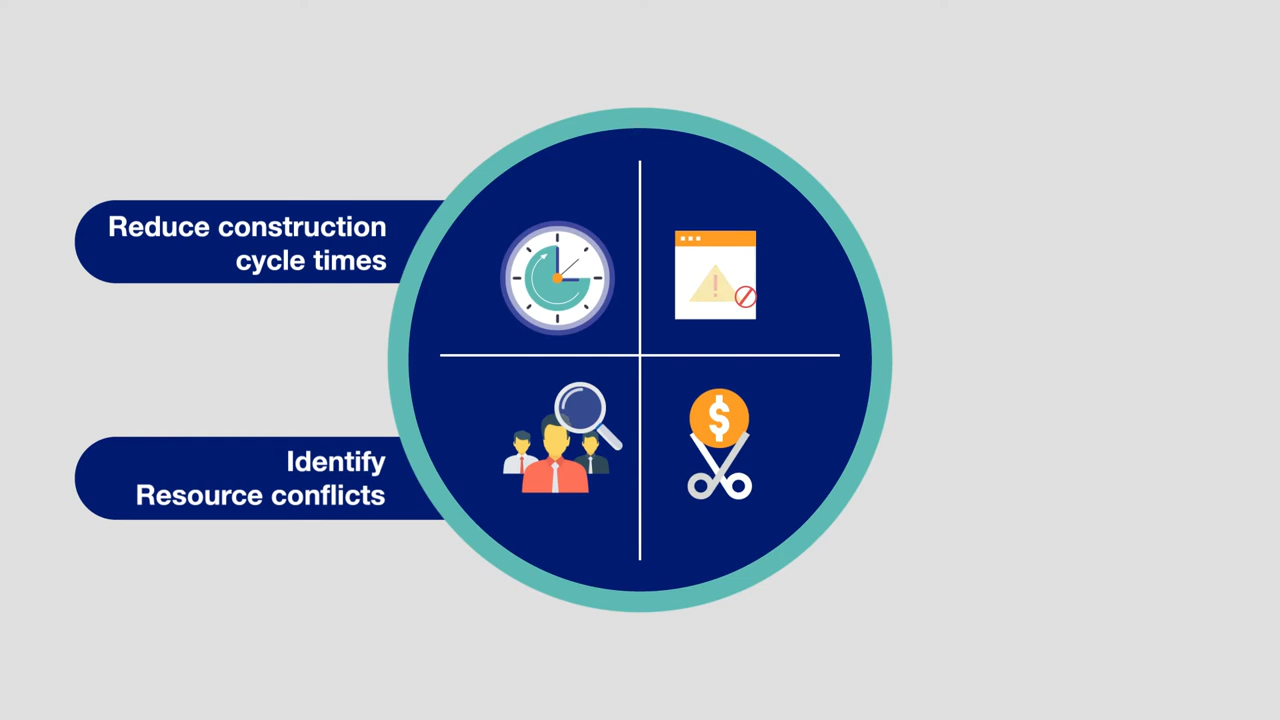 Reduce construction
cycle times
Identify
Resource conflicts